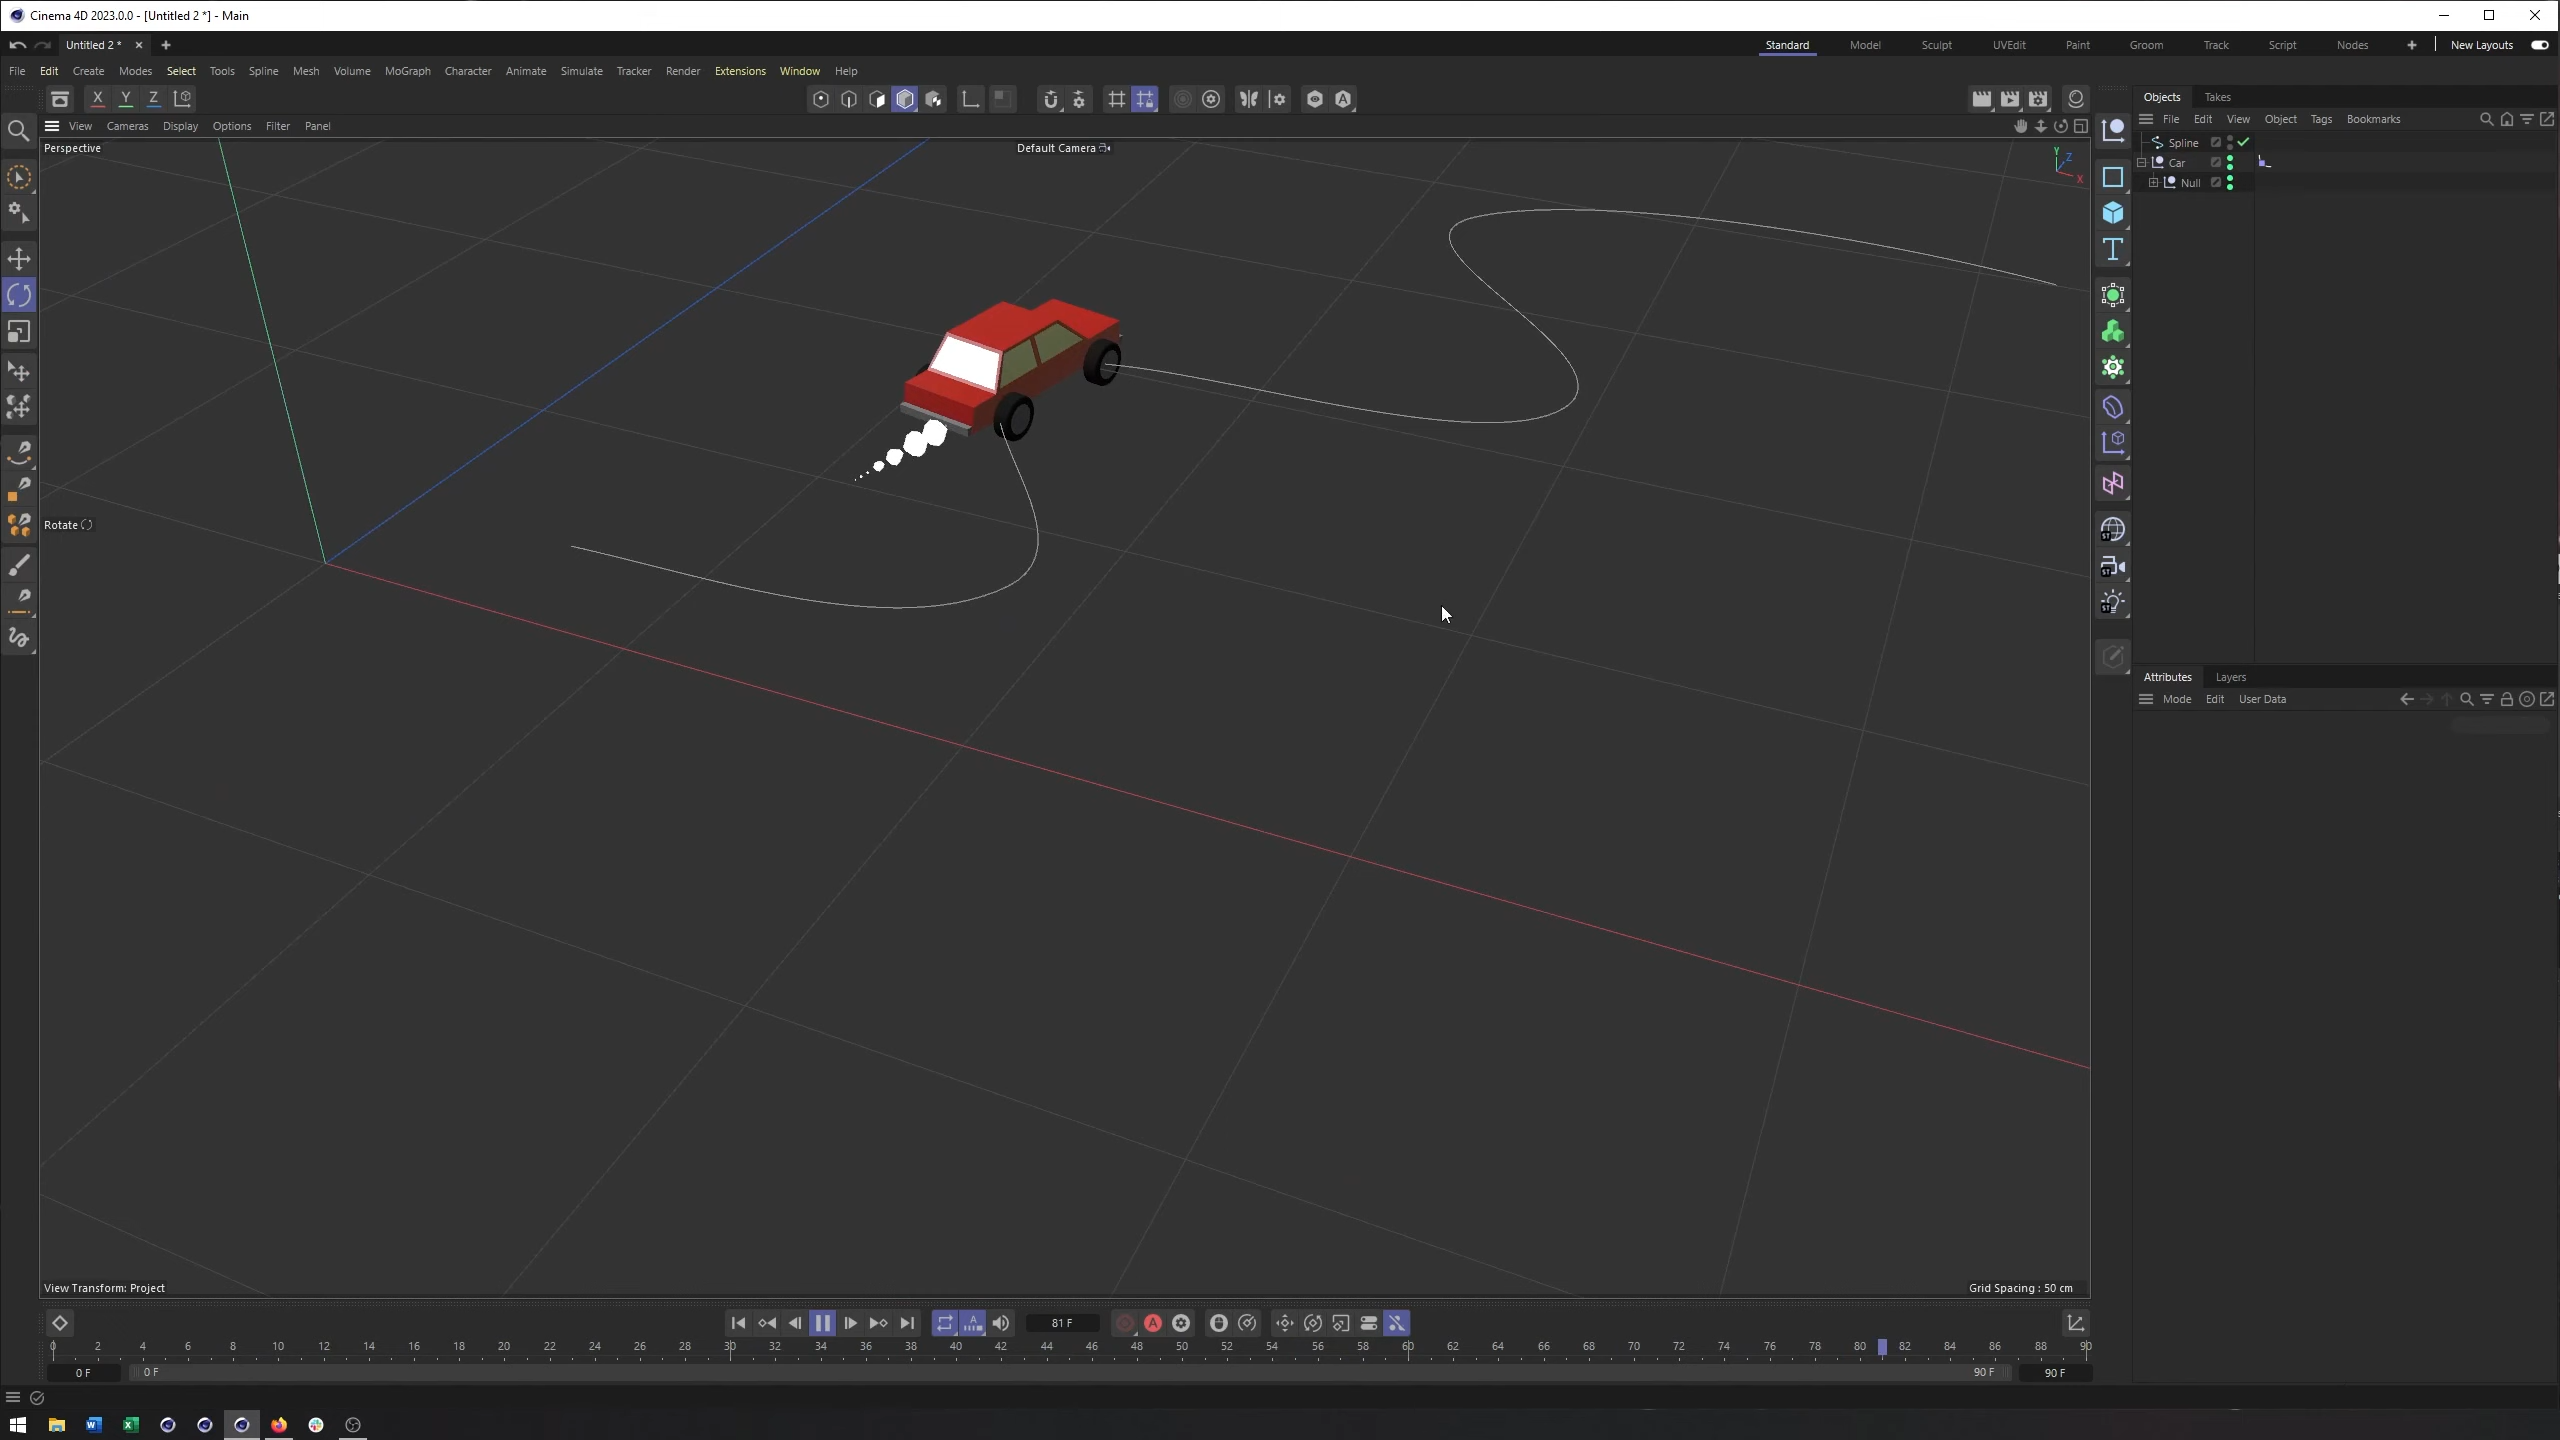 Cinema 4D 2023.0.0 - [Untitled 2 *] - Main
Untitled 2 *
Standard Model Sculpt UVEdit Paint Groom Track Script Nodes New Layouts
File Edit Create Modes Select Tools Spline Mesh Volume MoGraph Character Animate Simulate Tracker Render Extensions Window Help
X Y Z
Objects Takes
View Cameras Display Options Filter Panel
File Edit View Object Tags Bookmarks
Perspective
Default Camera
Spline
Car
Null
Y Z X
Rotate
Attributes Layers
Mode Edit User Data
View Transform: Project
Grid Spacing : 50 cm
81 F
0 2 4 6 8 10 12 14 16 18 20 22 24 26 28 30 32 34 36 38 40 42 44 46 48 50 52 54 56 58 60 62 64 66 68 70 72 74 76 78 80 82 84 86 88 90
0 F 0 F 90 F 90 F